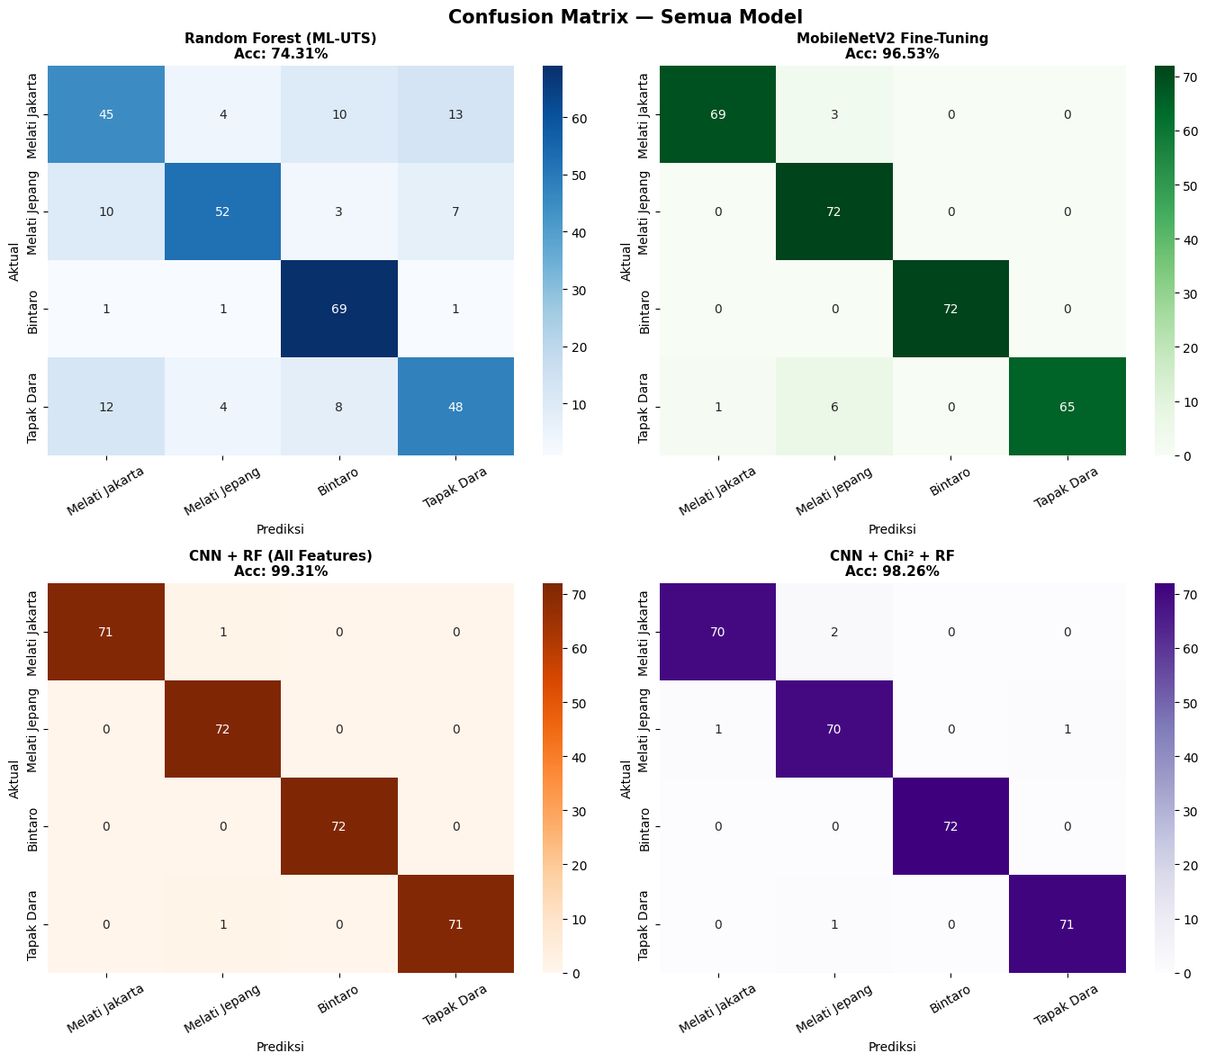 Confusion Matrix — Semua Model
Random Forest (ML-UTS)
Acc: 74.31%
Aktual
Melati Jakarta
45 4 10 13
Melati Jepang
10 52 3 7
Bintaro
1 1 69 1
Tapak Dara
12 4 8 48
Melati Jakarta Melati Jepang Bintaro Tapak Dara
Prediksi
60
50
40
30
20
10
MobileNetV2 Fine-Tuning
Acc: 96.53%
Aktual
Melati Jakarta
69 3 0 0
Melati Jepang
0 72 0 0
Bintaro
0 0 72 0
Tapak Dara
1 6 0 65
Melati Jakarta Melati Jepang Bintaro Tapak Dara
Prediksi
70
60
50
40
30
20
10
0
CNN + RF (All Features)
Acc: 99.31%
Aktual
Melati Jakarta
71 1 0 0
Melati Jepang
0 72 0 0
Bintaro
0 0 72 0
Tapak Dara
0 1 0 71
Melati Jakarta Melati Jepang Bintaro Tapak Dara
Prediksi
70
60
50
40
30
20
10
0
CNN + Chi² + RF
Acc: 98.26%
Aktual
Melati Jakarta
70 2 0 0
Melati Jepang
1 70 0 1
Bintaro
0 0 72 0
Tapak Dara
0 1 0 71
Melati Jakarta Melati Jepang Bintaro Tapak Dara
Prediksi
70
60
50
40
30
20
10
0